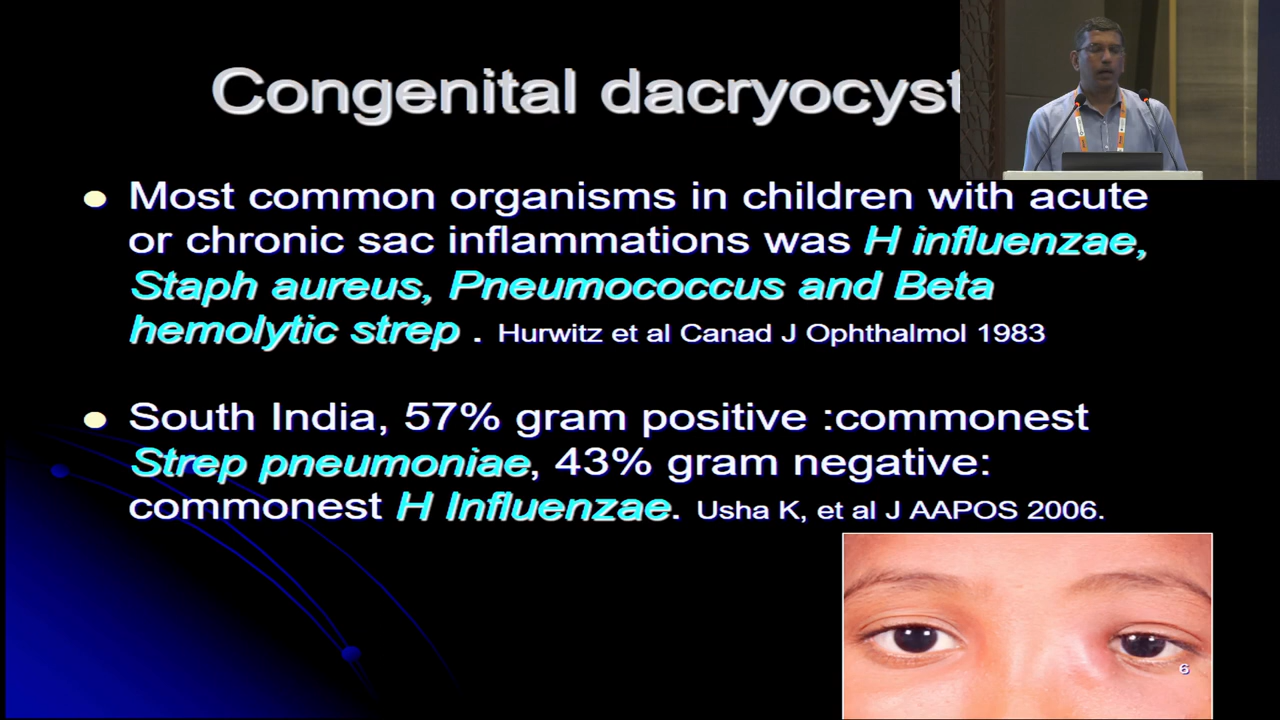 Congenital dacryocyst
Most common organisms in children with acute
or chronic sac inflammations was H influenzae,
Staph aureus, Pneumococcus and Beta
hemolytic strep . Hurwitz et al Canad J Ophthalmol 1983
South India, 57% gram positive :commonest
Strep pneumoniae, 43% gram negative:
commonest H Influenzae. Usha K, et al J AAPOS 2006.
6